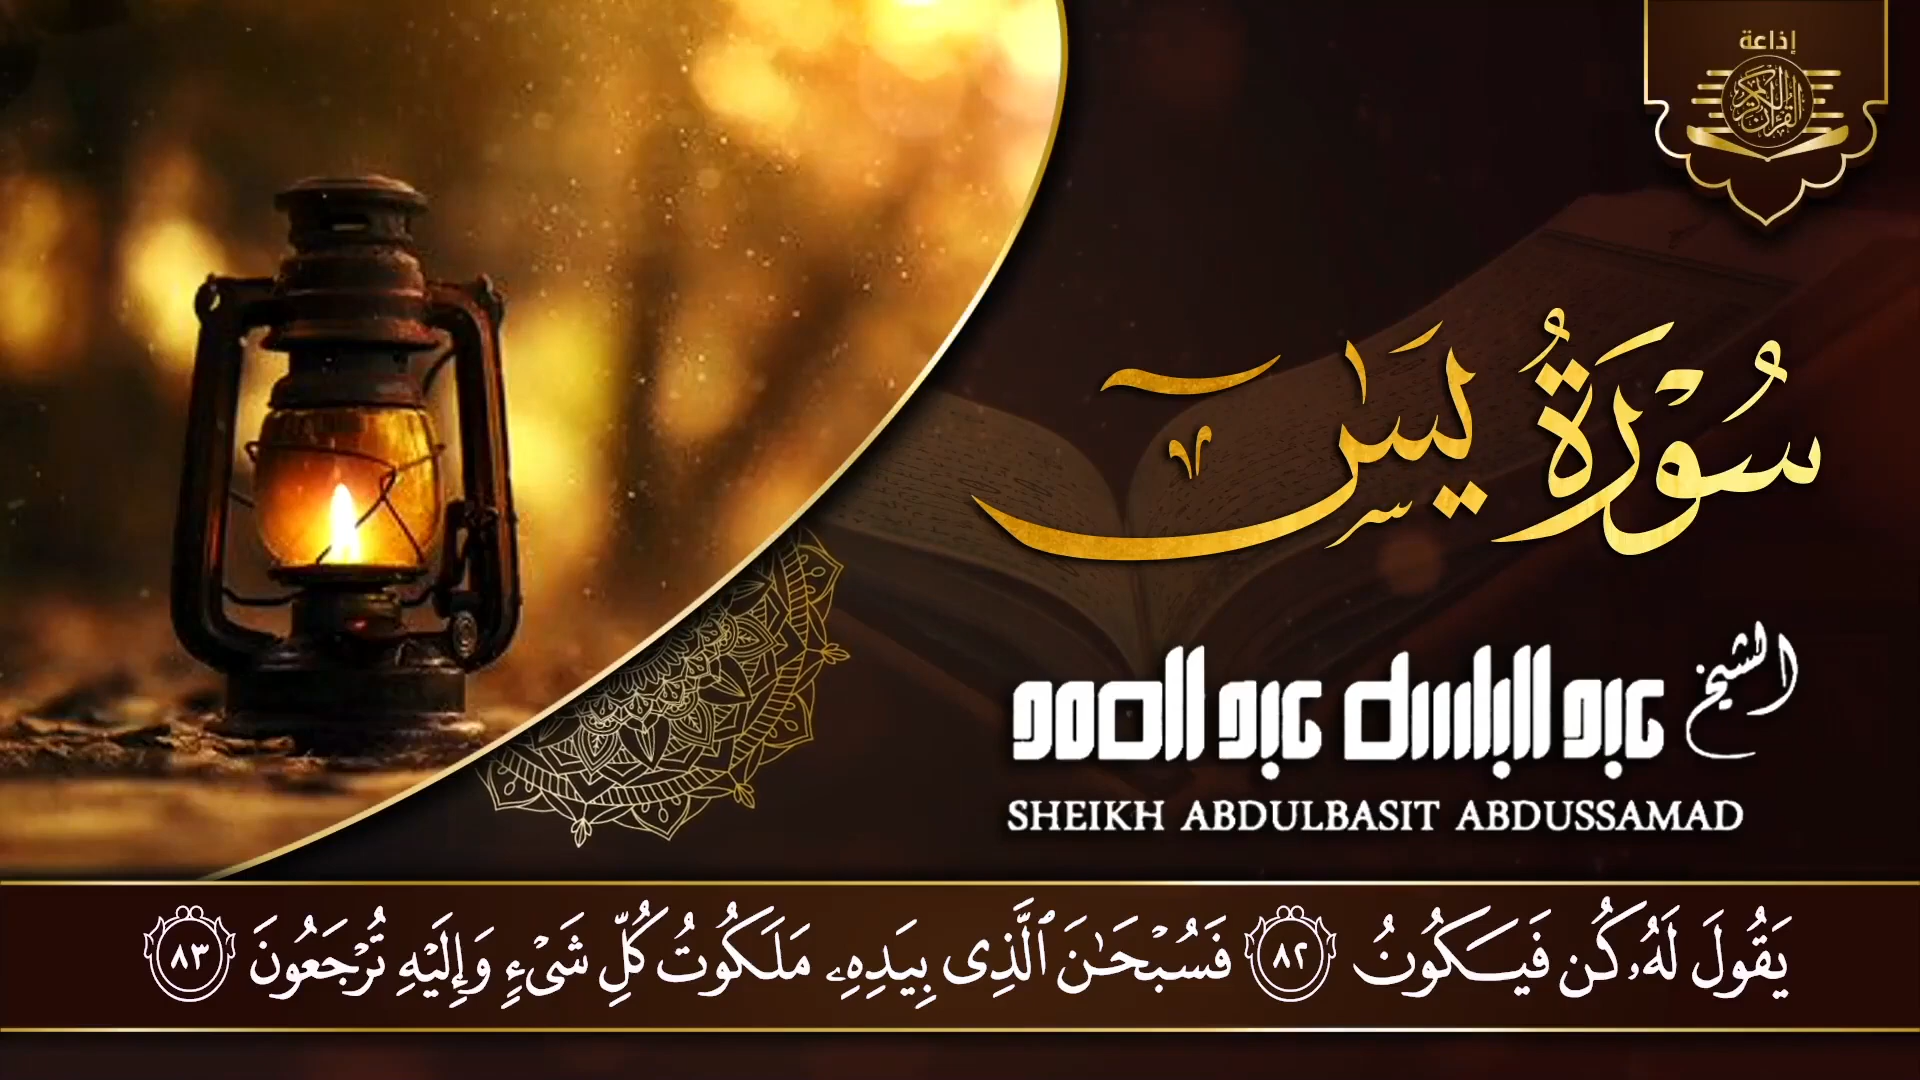 إذاعة
القرآن الكريم
سُورَةُ يسٓ
الشيخ عبد الباسط عبد الصمد
SHEIKH ABDULBASIT ABDUSSAMAD
يَقُولَ لَهُۥ كُن فَيَكُونُ ٨٢ فَسُبْحَـٰنَ ٱلَّذِى بِيَدِهِۦ مَلَكُوتُ كُلِّ شَىْءٍ وَإِلَيْهِ تُرْجَعُونَ ٨٣